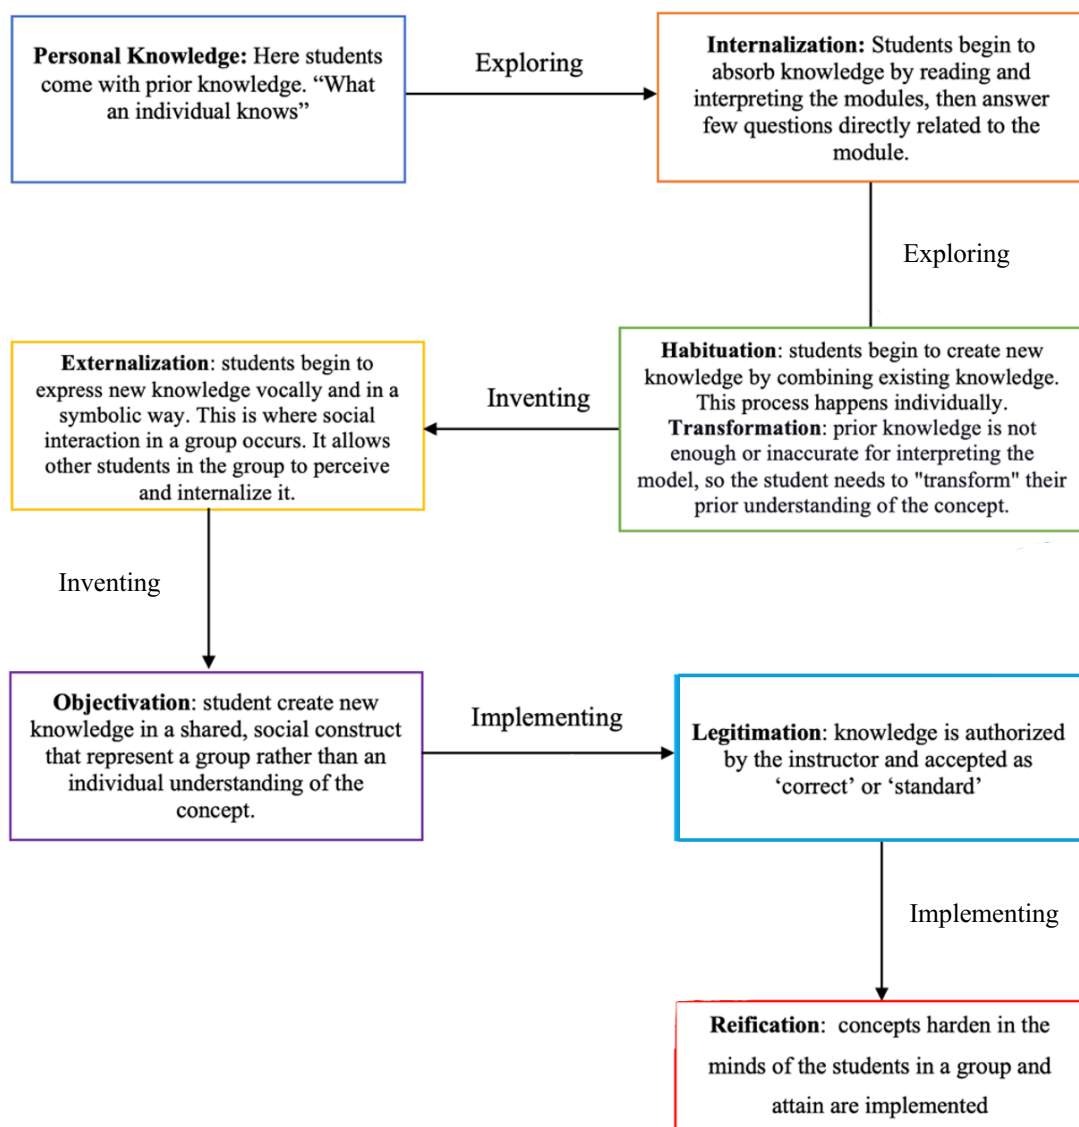 Personal Knowledge: Here students
come with prior knowledge. “What
an individual knows”
Exploring
Internalization: Students begin to
absorb knowledge by reading and
interpreting the modules, then answer
few questions directly related to the
module.
Exploring
Habituation: students begin to create new
knowledge by combining existing knowledge.
This process happens individually.
Transformation: prior knowledge is not
enough or inaccurate for interpreting the
model, so the student needs to "transform" their
prior understanding of the concept.
Inventing
Externalization: students begin to
express new knowledge vocally and in a
symbolic way. This is where social
interaction in a group occurs. It allows
other students in the group to perceive
and internalize it.
Inventing
Objectivation: student create new
knowledge in a shared, social construct
that represent a group rather than an
individual understanding of the
concept.
Implementing
Legitimation: knowledge is authorized
by the instructor and accepted as
‘correct’ or ‘standard’
Implementing
Reification:  concepts harden in the
minds of the students in a group and
attain are implemented